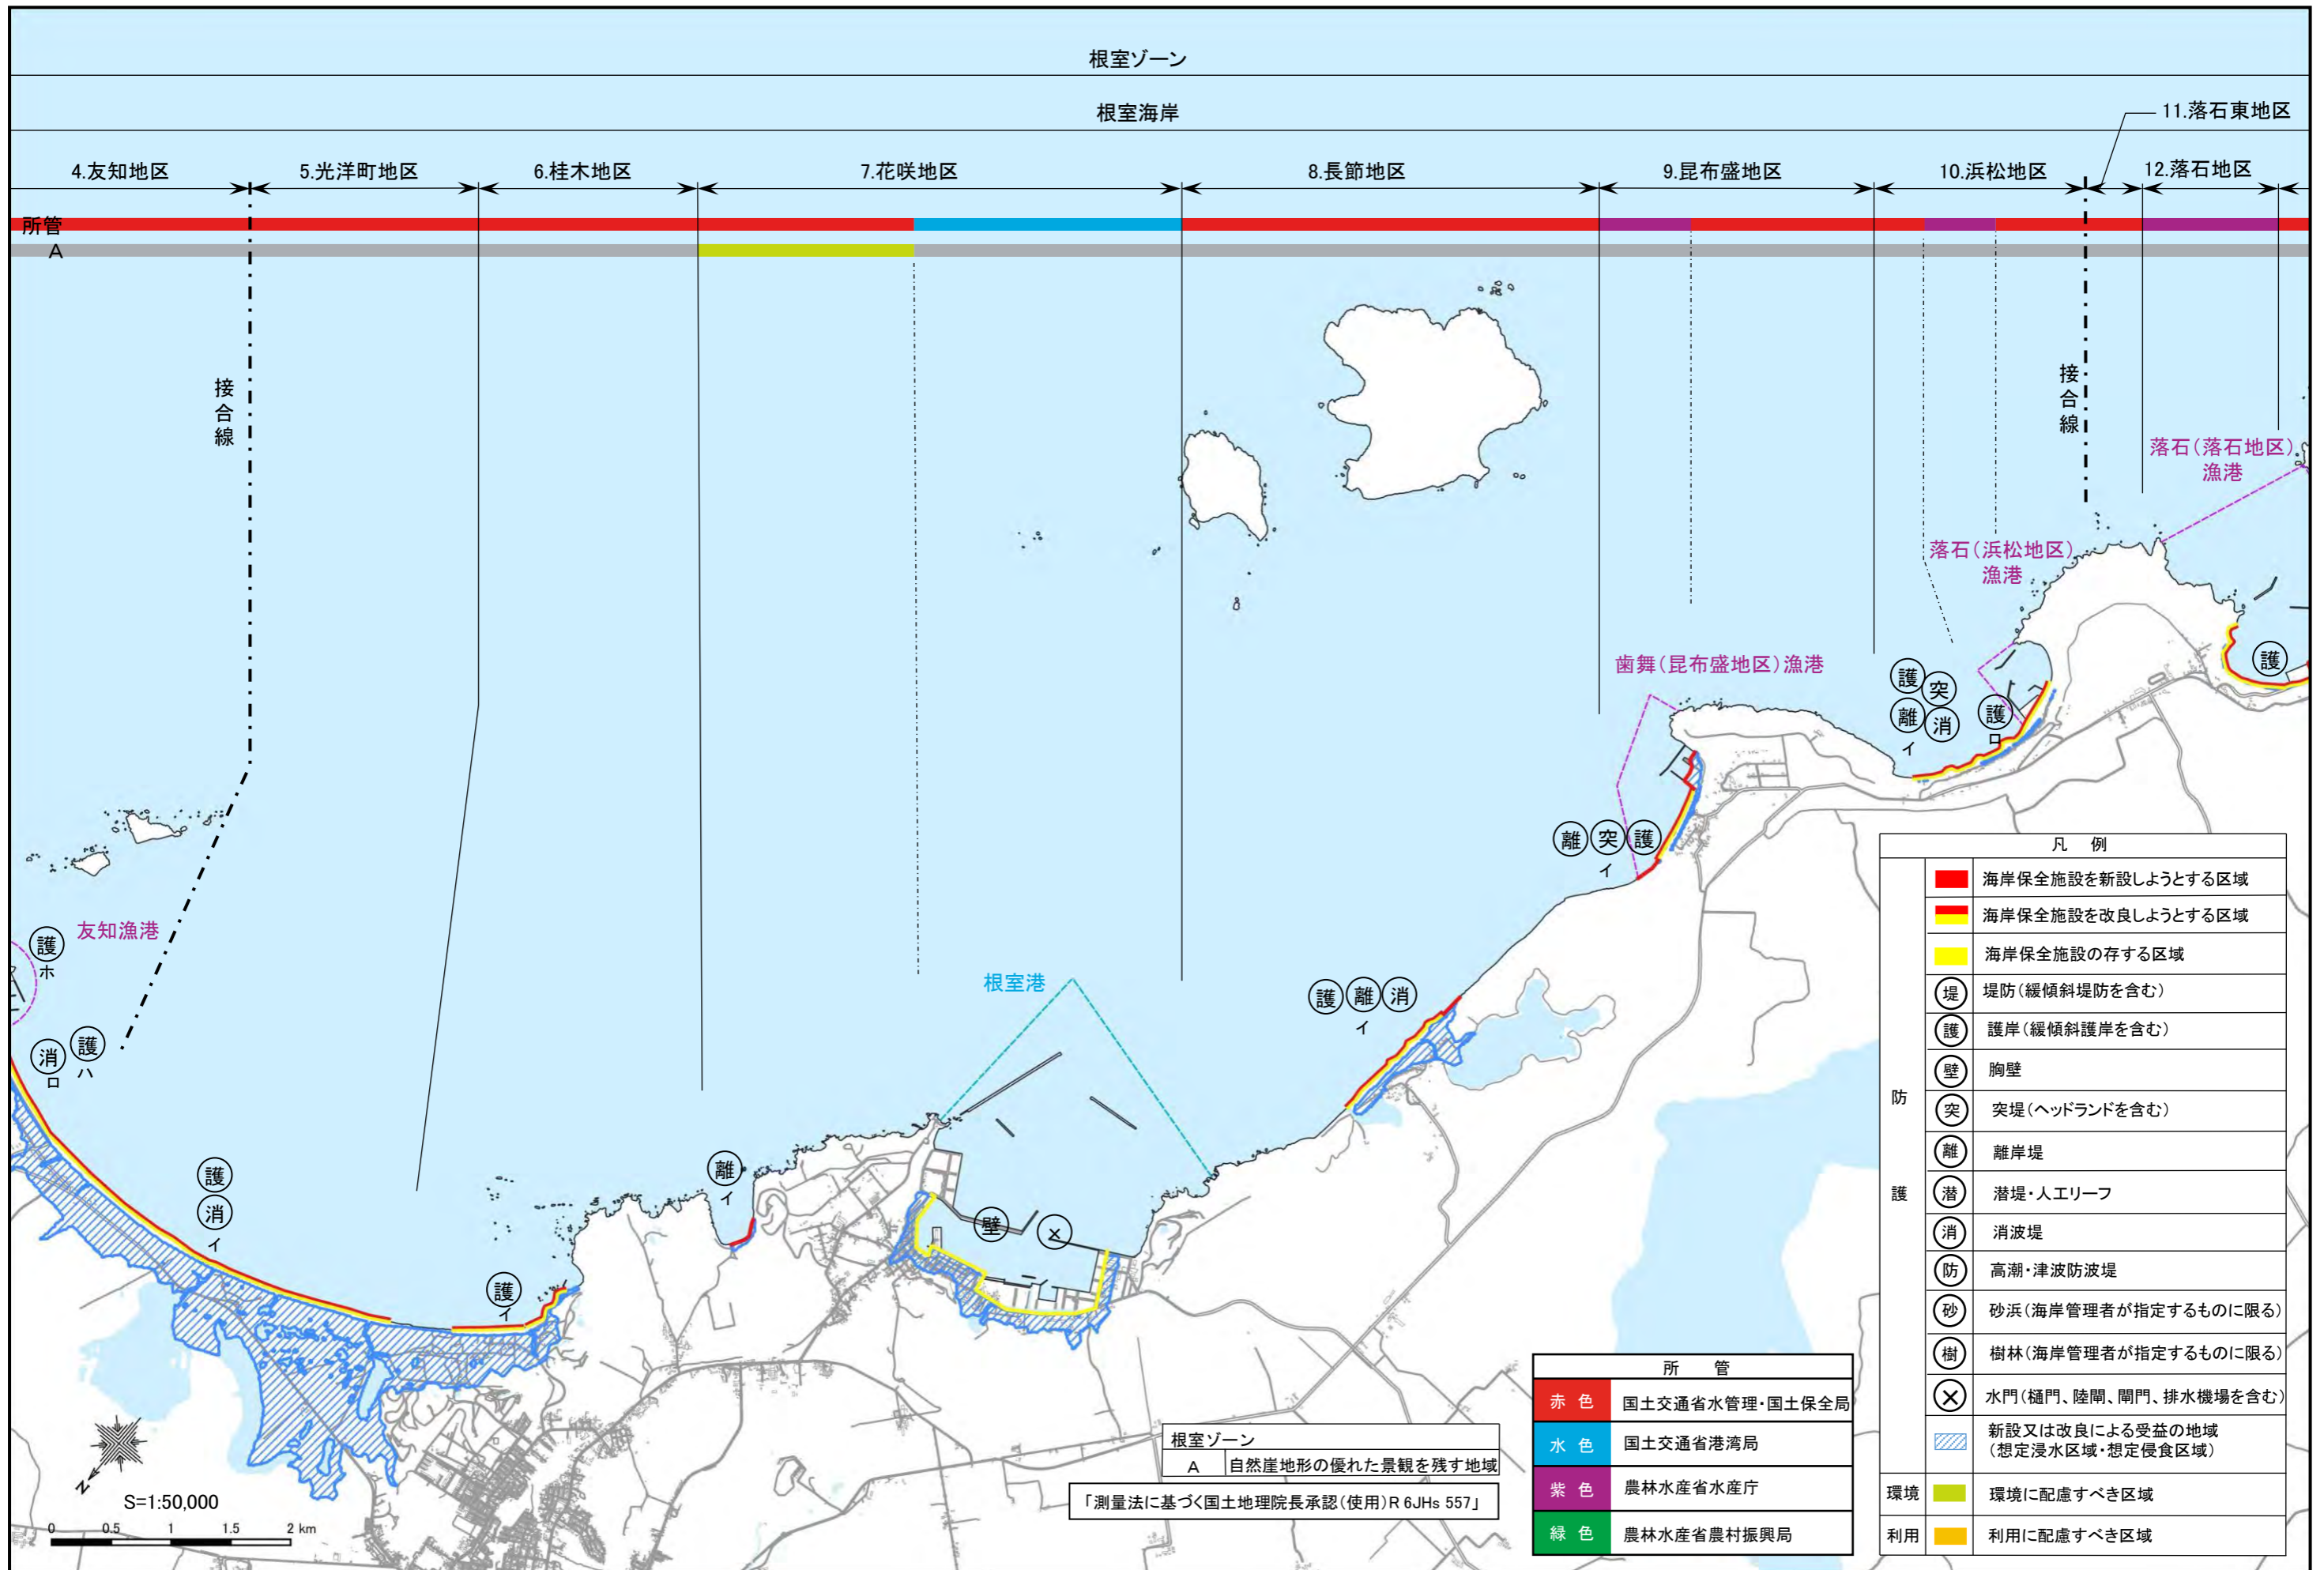 根室ゾーン
根室海岸
11.落石東地区
4.友知地区
5.光洋町地区
6.桂木地区
7.花咲地区
8.長節地区
9.昆布盛地区
10.浜松地区
12.落石地区
所管
A
接合線
接合線
落石(落石地区)
漁港
落石(浜松地区)
漁港
歯舞(昆布盛地区)漁港
護
突
離
消
イ
護
ロ
護
離
突
護
イ
友知漁港
護
ホ
根室港
護
離
消
イ
消
ロ
護
ハ
護
消
イ
離
イ
壁
×
護
イ
凡 例
防護
海岸保全施設を新設しようとする区域
海岸保全施設を改良しようとする区域
海岸保全施設の存する区域
堤 堤防(緩傾斜堤防を含む)
護 護岸(緩傾斜護岸を含む)
壁 胸壁
突 突堤(ヘッドランドを含む)
離 離岸堤
潜 潜堤・人工リーフ
消 消波堤
防 高潮・津波防波堤
砂 砂浜(海岸管理者が指定するものに限る)
樹 樹林(海岸管理者が指定するものに限る)
× 水門(樋門、陸閘、閘門、排水機場を含む)
新設又は改良による受益の地域
(想定浸水区域・想定侵食区域)
環境 環境に配慮すべき区域
利用 利用に配慮すべき区域
所 管
赤 色 国土交通省水管理・国土保全局
水 色 国土交通省港湾局
紫 色 農林水産省水産庁
緑 色 農林水産省農村振興局
根室ゾーン
A 自然崖地形の優れた景観を残す地域
「測量法に基づく国土地理院長承認(使用)R 6JHs 557」
N
S=1:50,000
0 0.5 1 1.5 2 km